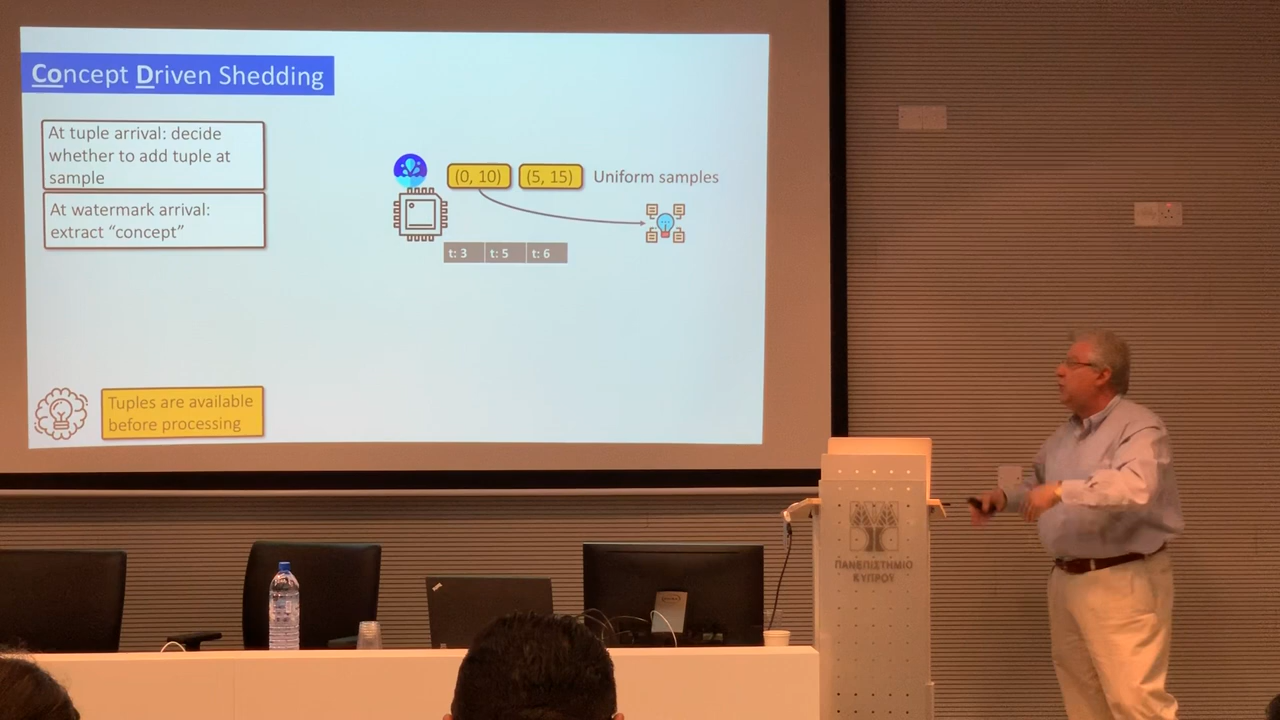 Concept Driven Shedding
At tuple arrival: decide
whether to add tuple at
sample
At watermark arrival:
extract “concept”
(0, 10)
(5, 15)
Uniform samples
t: 3
t: 5
t: 6
Tuples are available
before processing
ΠΑΝΕΠΙΣΤΗΜΙΟ
ΚΥΠΡΟΥ